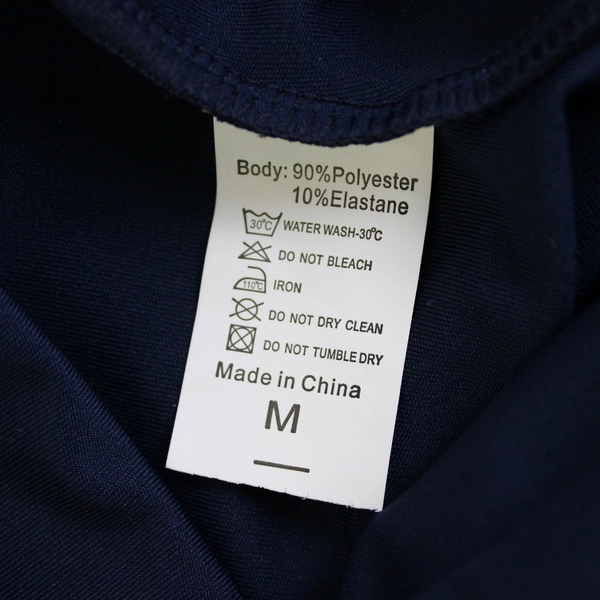 Body: 90%Polyester
10%Elastane
30°C WATER WASH-30°C
DO NOT BLEACH
110°C IRON
DO NOT DRY CLEAN
DO NOT TUMBLE DRY
Made in China
M